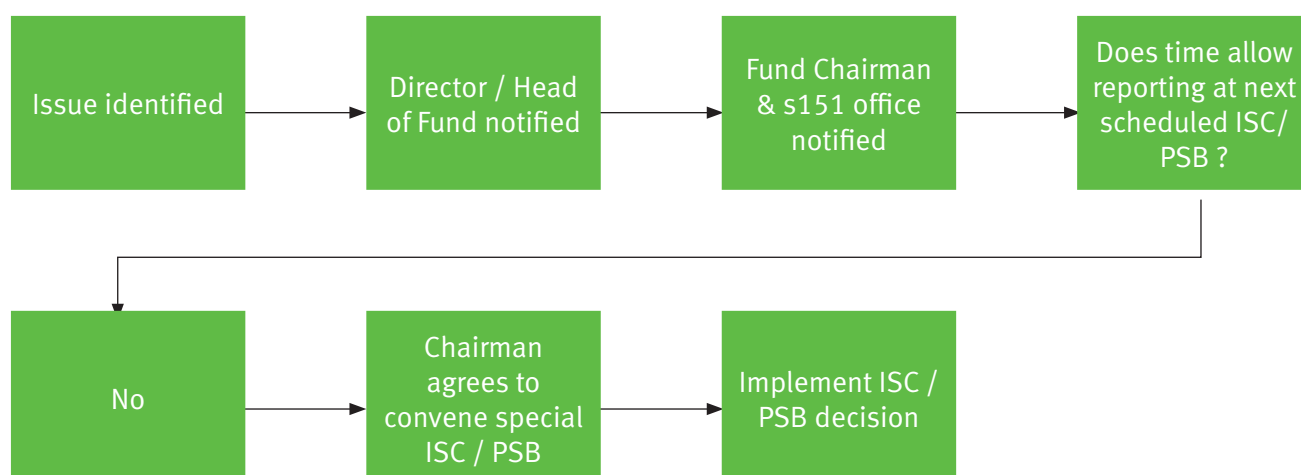 Issue identified
Director / Head
of Fund notified
Fund Chairman
& s151 office
notified
Does time allow
reporting at next
scheduled ISC/
PSB ?
No
Chairman
agrees to
convene special
ISC / PSB
Implement ISC /
PSB decision